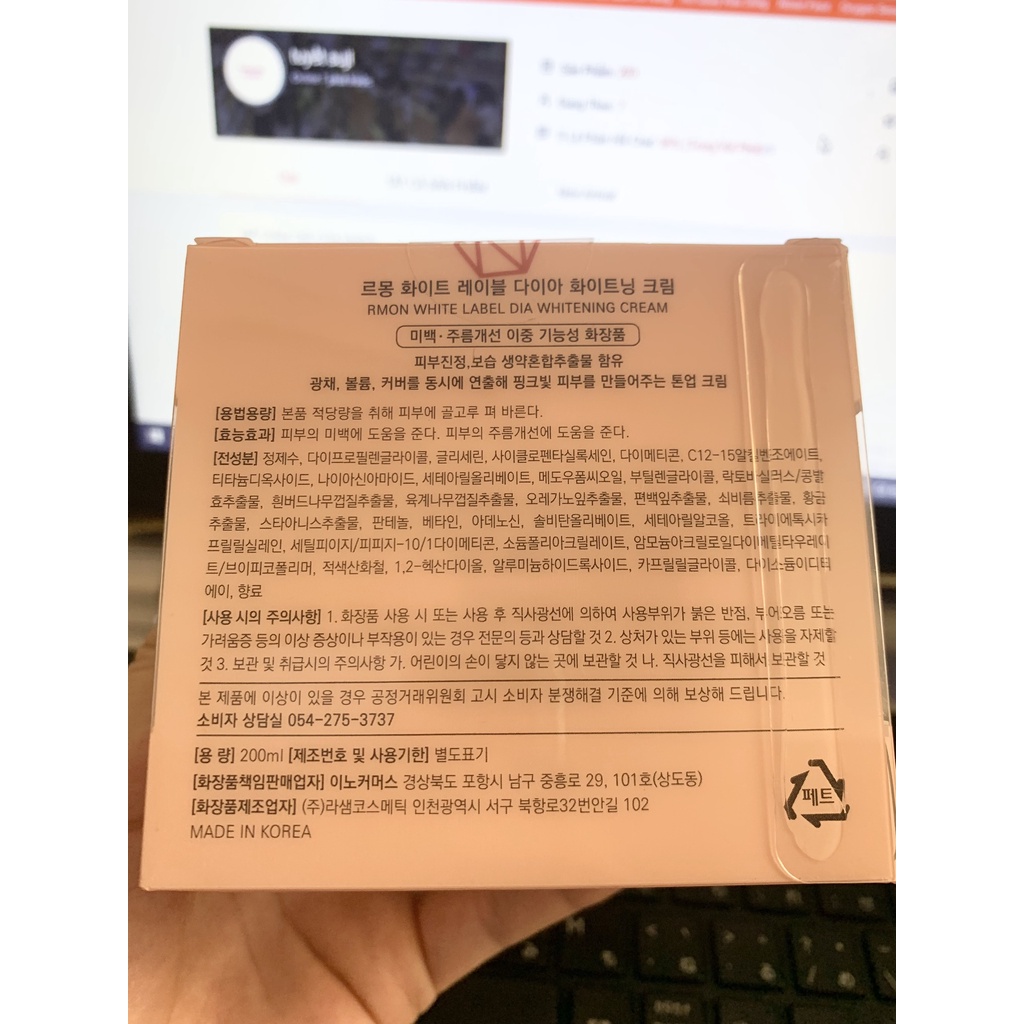 르몽 화이트 레이블 다이아 화이트닝 크림
RMON WHITE LABEL DIA WHITENING CREAM
미백·주름개선 이중 기능성 화장품
피부진정,보습 생약혼합추출물 함유
광채, 볼륨, 커버를 동시에 연출해 핑크빛 피부를 만들어주는 톤업 크림
[용법용량] 본품 적당량을 취해 피부에 골고루 펴 바른다.
[효능효과] 피부의 미백에 도움을 준다. 피부의 주름개선에 도움을 준다.
[전성분] 정제수, 다이프로필렌글라이콜, 글리세린, 사이클로펜타실록세인, 다이메티콘, C12-15알킬벤조에이트,
티타늄디옥사이드, 나이아신아마이드, 세테아릴올리베이트, 메도우폼씨오일, 부틸렌글라이콜, 락토바실러스/콩발
효추출물, 흰버드나무껍질추출물, 육계나무껍질추출물, 오레가노잎추출물, 편백잎추출물, 쇠비름추출물, 황금
추출물, 스타아니스추출물, 판테놀, 베타인, 아데노신, 솔비탄올리베이트, 세테아릴알코올, 트라이에톡시카
프릴릴실레인, 세틸피이지/피피지-10/1다이메티콘, 소듐폴리아크릴레이트, 암모늄아크릴로일다이메틸타우레이
트/브이피코폴리머, 적색산화철, 1,2-헥산다이올, 알루미늄하이드록사이드, 카프릴릴글라이콜, 다이소듐이디티
에이, 향료
[사용 시의 주의사항] 1. 화장품 사용 시 또는 사용 후 직사광선에 의하여 사용부위가 붉은 반점, 부어오름 또는
가려움증 등의 이상 증상이나 부작용이 있는 경우 전문의 등과 상담할 것 2. 상처가 있는 부위 등에는 사용을 자제할
것 3. 보관 및 취급시의 주의사항 가. 어린이의 손이 닿지 않는 곳에 보관할 것 나. 직사광선을 피해서 보관할 것
본 제품에 이상이 있을 경우 공정거래위원회 고시 소비자 분쟁해결 기준에 의해 보상해 드립니다.
소비자 상담실 054-275-3737
[용 량] 200ml [제조번호 및 사용기한] 별도표기
[화장품책임판매업자] 이노커머스 경상북도 포항시 남구 중흥로 29, 101호(상도동)
[화장품제조업자] (주)라샘코스메틱 인천광역시 서구 북항로32번안길 102
MADE IN KOREA
페트